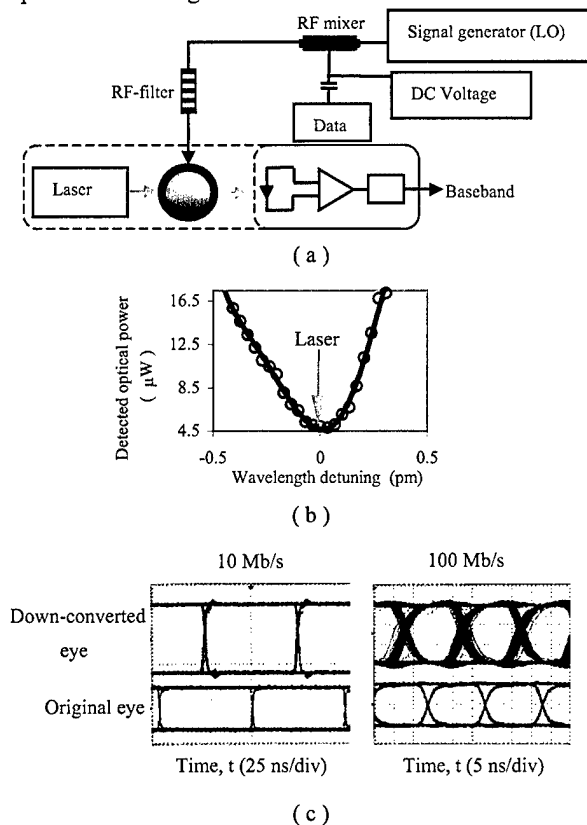 RF mixer
Signal generator (LO)
RF-filter
DC Voltage
Data
Laser
Baseband
( a )
Detected optical power
( μW )
16.5
12.5
8.5
4.5
Laser
-0.5
0
0.5
Wavelength detuning (pm)
( b )
10 Mb/s
100 Mb/s
Down-converted
eye
Original eye
Time, t (25 ns/div)
Time, t (5 ns/div)
( c )